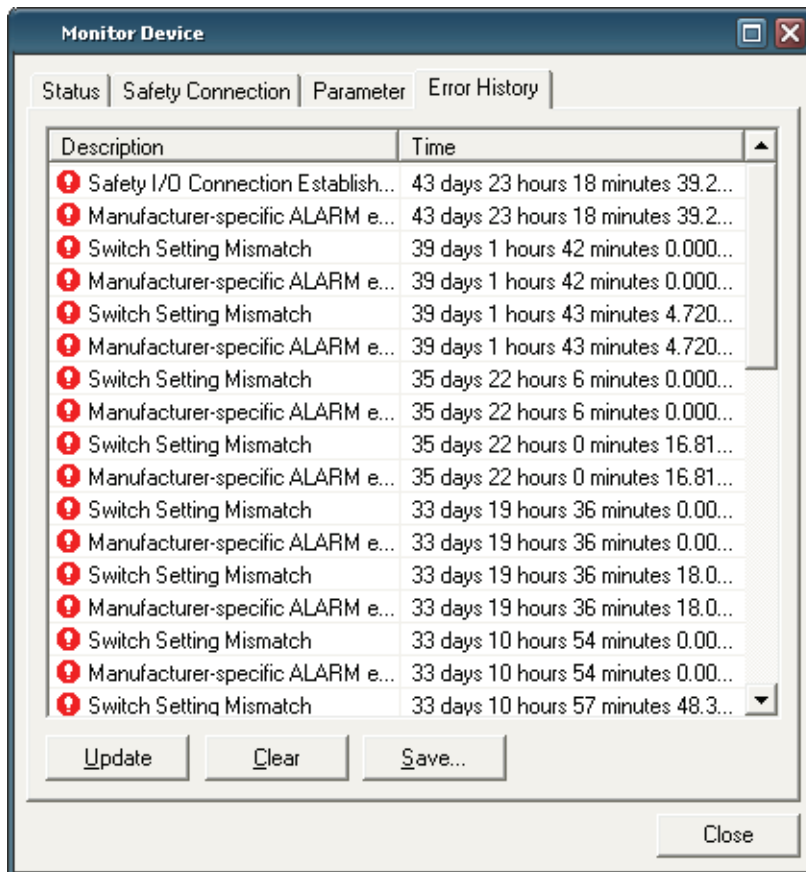 Monitor Device
Status Safety Connection Parameter Error History
Description Time
Safety I/O Connection Establish... 43 days 23 hours 18 minutes 39.2...
Manufacturer-specific ALARM e... 43 days 23 hours 18 minutes 39.2...
Switch Setting Mismatch 39 days 1 hours 42 minutes 0.000...
Manufacturer-specific ALARM e... 39 days 1 hours 42 minutes 0.000...
Switch Setting Mismatch 39 days 1 hours 43 minutes 4.720...
Manufacturer-specific ALARM e... 39 days 1 hours 43 minutes 4.720...
Switch Setting Mismatch 35 days 22 hours 6 minutes 0.000...
Manufacturer-specific ALARM e... 35 days 22 hours 6 minutes 0.000...
Switch Setting Mismatch 35 days 22 hours 0 minutes 16.81...
Manufacturer-specific ALARM e... 35 days 22 hours 0 minutes 16.81...
Switch Setting Mismatch 33 days 19 hours 36 minutes 0.00...
Manufacturer-specific ALARM e... 33 days 19 hours 36 minutes 0.00...
Switch Setting Mismatch 33 days 19 hours 36 minutes 18.0...
Manufacturer-specific ALARM e... 33 days 19 hours 36 minutes 18.0...
Switch Setting Mismatch 33 days 10 hours 54 minutes 0.00...
Manufacturer-specific ALARM e... 33 days 10 hours 54 minutes 0.00...
Switch Setting Mismatch 33 days 10 hours 57 minutes 48.3...
Update Clear Save...
Close